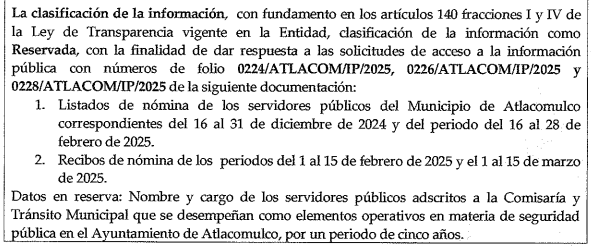 La clasificación de la información, con fundamento en los artículos 140 fracciones I y IV de
la Ley de Transparencia vigente en la Entidad, clasificación de la información como
Reservada, con la finalidad de dar respuesta a las solicitudes de acceso a la información
pública con números de folio 0224/ATLACOM/IP/2025, 0226/ATLACOM/IP/2025 y
0228/ATLACOM/IP/2025 de la siguiente documentación:
1. Listados de nómina de los servidores públicos del Municipio de Atlacomulco
correspondientes del 16 al 31 de diciembre de 2024 y del periodo del 16 al 28 de
febrero de 2025.
2. Recibos de nómina de los periodos del 1 al 15 de febrero de 2025 y el 1 al 15 de marzo
de 2025.
Datos en reserva: Nombre y cargo de los servidores públicos adscritos a la Comisaría y
Tránsito Municipal que se desempeñan como elementos operativos en materia de seguridad
pública en el Ayuntamiento de Atlacomulco, por un periodo de cinco años.